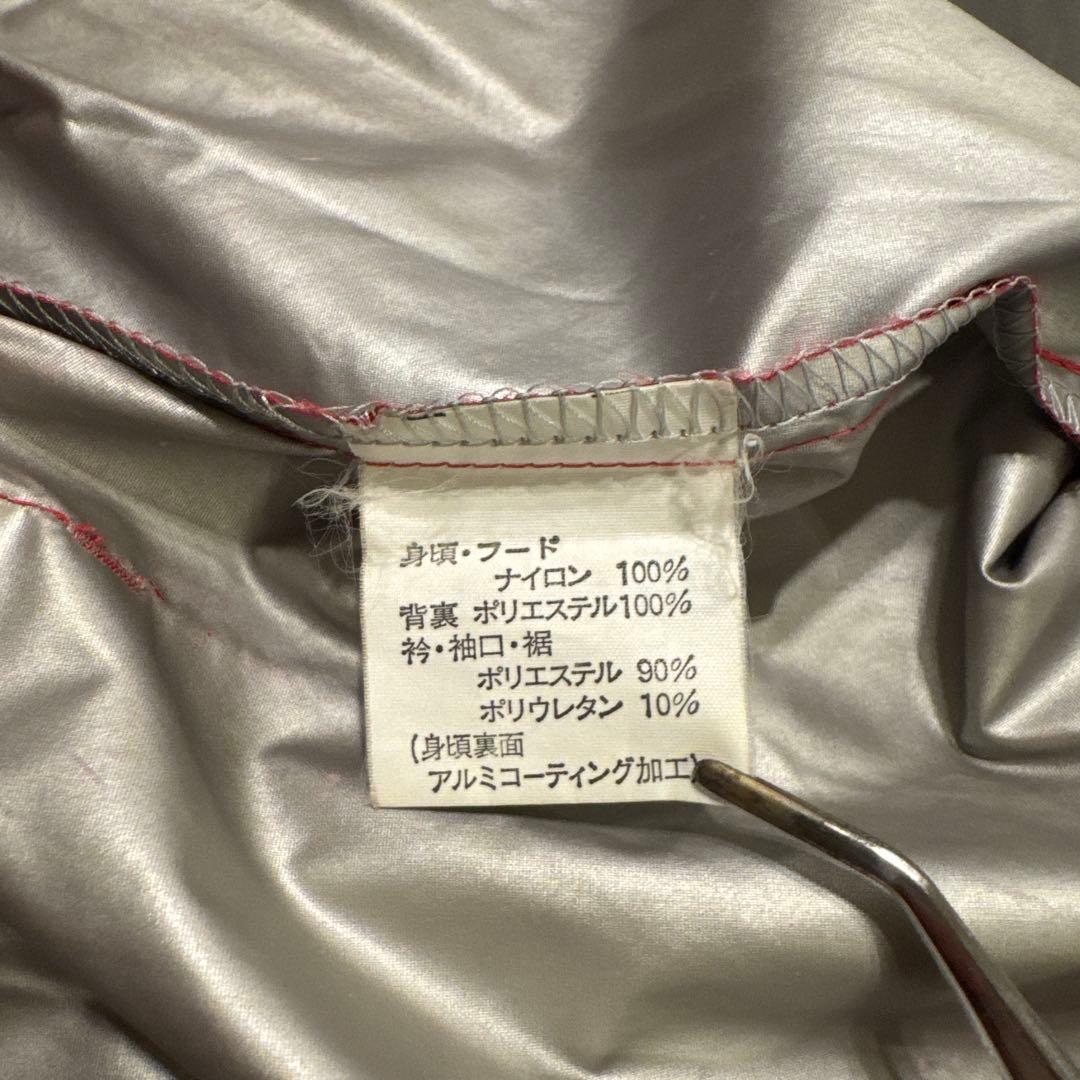 身頃・フード
ナイロン 100%
背裏 ポリエステル100%
衿・袖口・裾
ポリエステル 90%
ポリウレタン 10%
(身頃裏面
アルミコーティング加工)